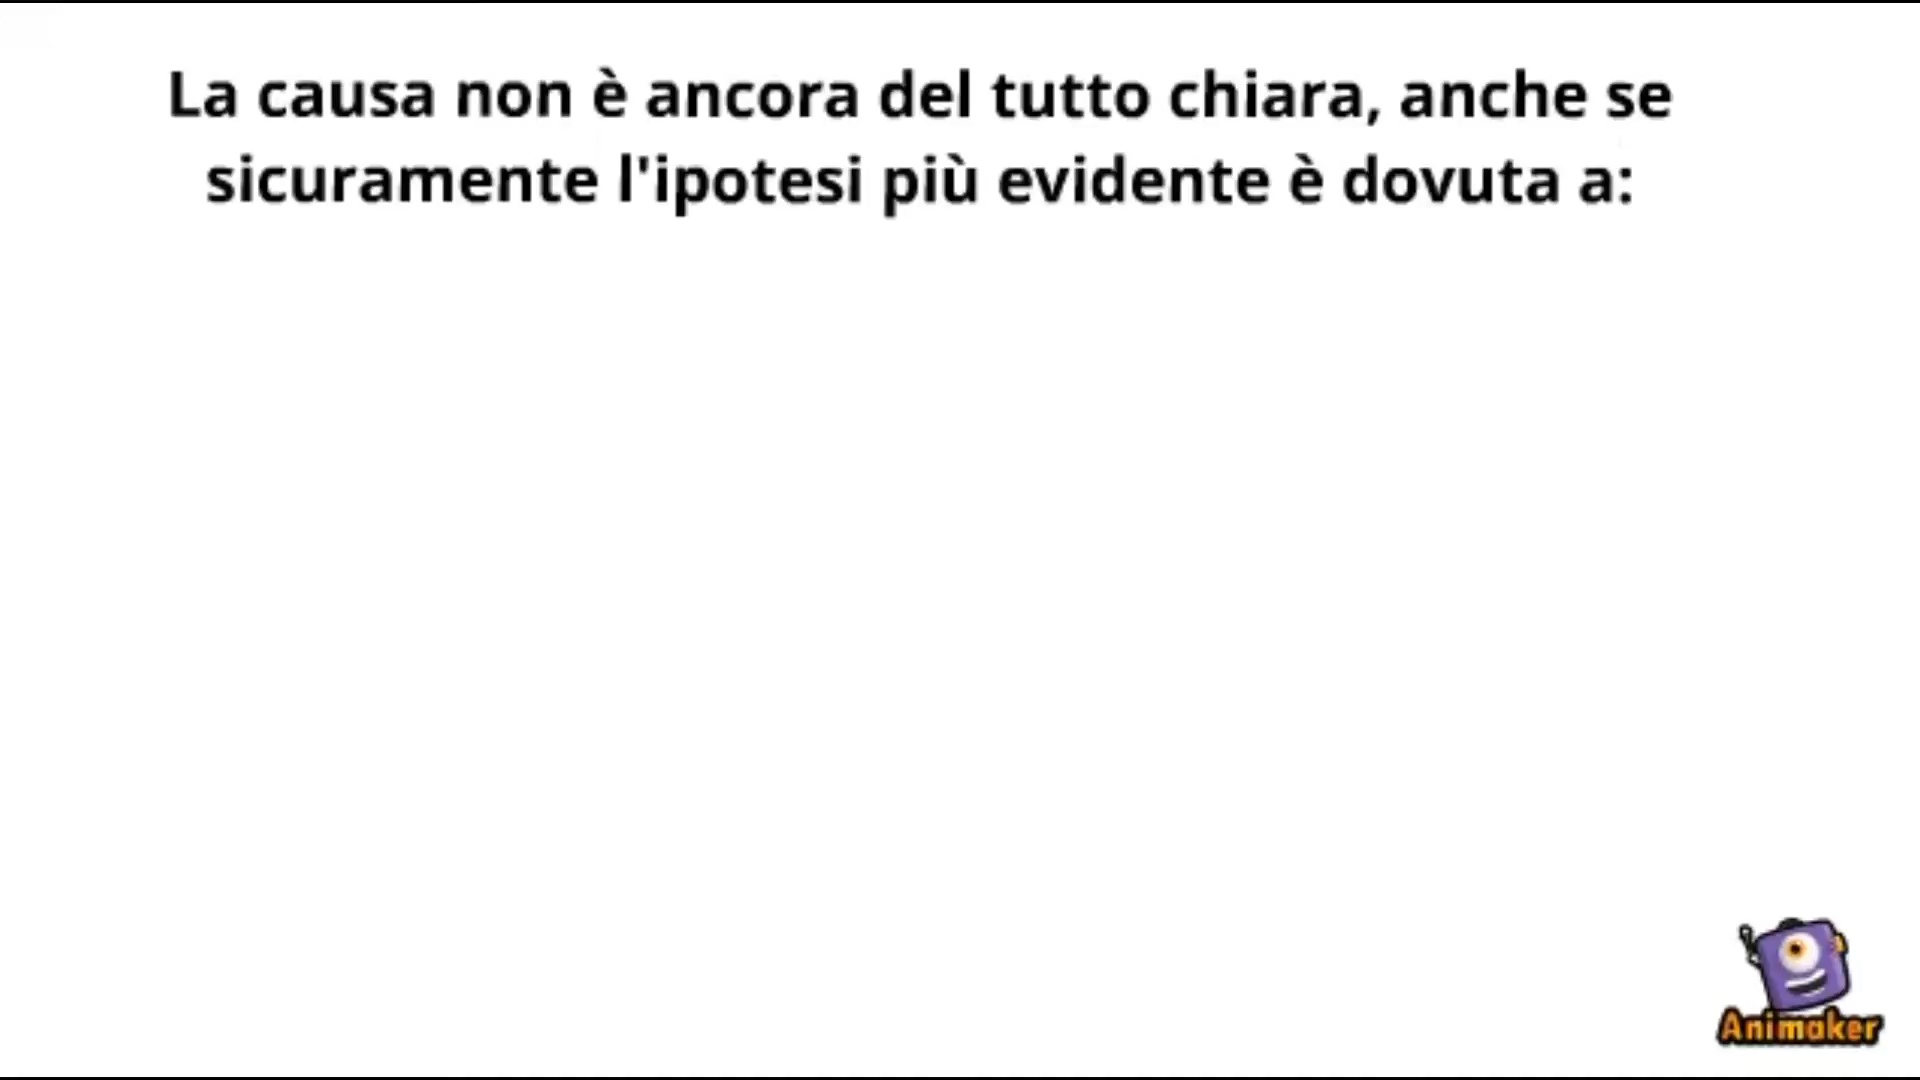 La causa non è ancora del tutto chiara, anche se
sicuramente l'ipotesi più evidente è dovuta a:
Animaker